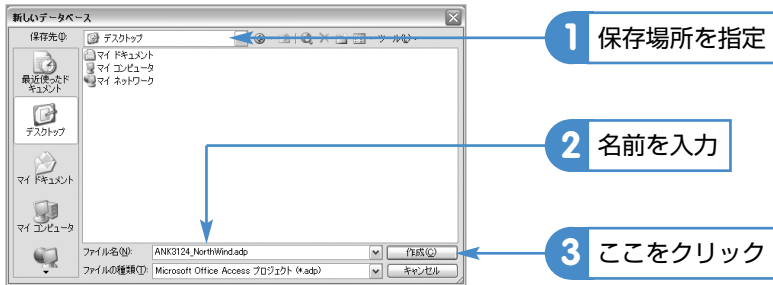 新しいデータベース
保存先(I):
デスクトップ
ツール(L)
マイ ドキュメント
マイ コンピュータ
マイ ネットワーク
最近使ったド
キュメント
デスクトップ
マイ ドキュメント
マイ コンピュータ
ファイル名(N):
ANK3124_NorthWind.adp
作成(C)
ファイルの種類(T):
Microsoft Office Access プロジェクト (*.adp)
キャンセル
1 保存場所を指定
2 名前を入力
3 ここをクリック